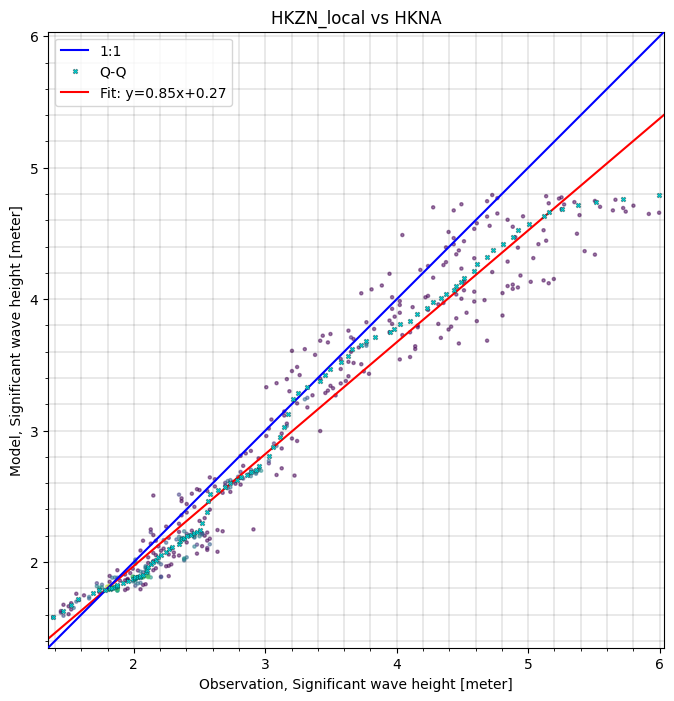 HKZN_local vs HKNA
1:1
Q-Q
Fit: y=0.85x+0.27
6
5
4
3
2
Model, Significant wave height [meter]
2 3 4 5 6
Observation, Significant wave height [meter]